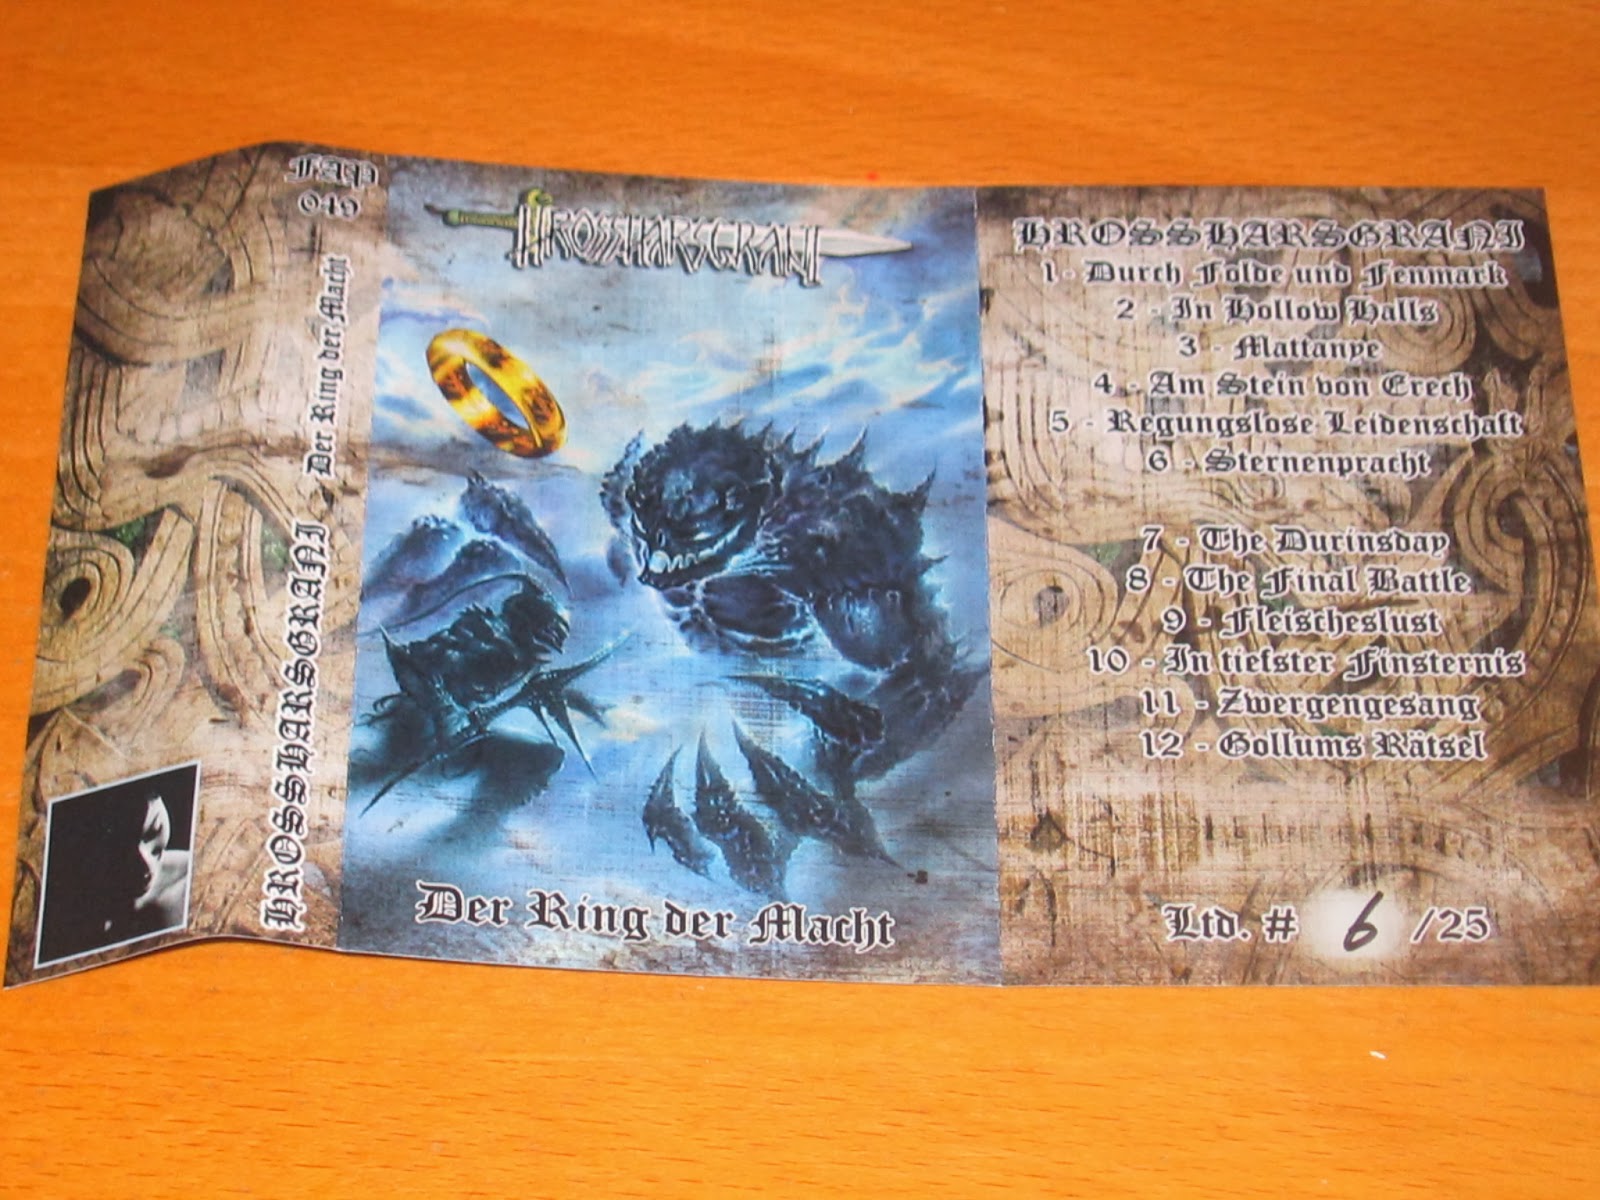 FAP
045
Der Ring der Macht
HROSSHARSGRANI
HROSSHARSGRANI
Der Ring der Macht
HROSSHARSGRANI
1 - Durch Folde und Fenmark
2 - In Hollow Halls
3 - Mattanye
4 - Am Stein von Erech
5 - Regungslose Leidenschaft
6 - Sternenpracht
7 - The Durinsday
8 - The Final Battle
9 - Fleischeslust
10 - In tiefster Finsternis
11 - Zwergengesang
12 - Gollums Rätsel
Ltd. # 6 /25